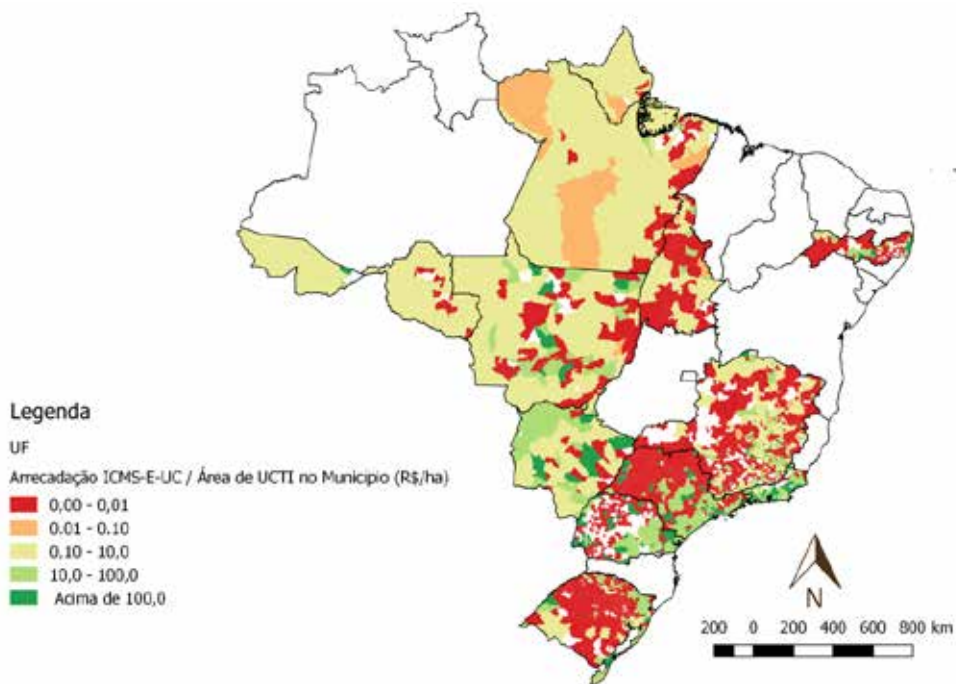 Legenda
UF
Arrecadação ICMS-E-UC / Área de UCTI no Municipio (R$/ha)
0,00 - 0,01
0.01 - 0.10
0,10 - 10,0
10,0 - 100,0
Acima de 100,0
N
200 0 200 400 600 800 km